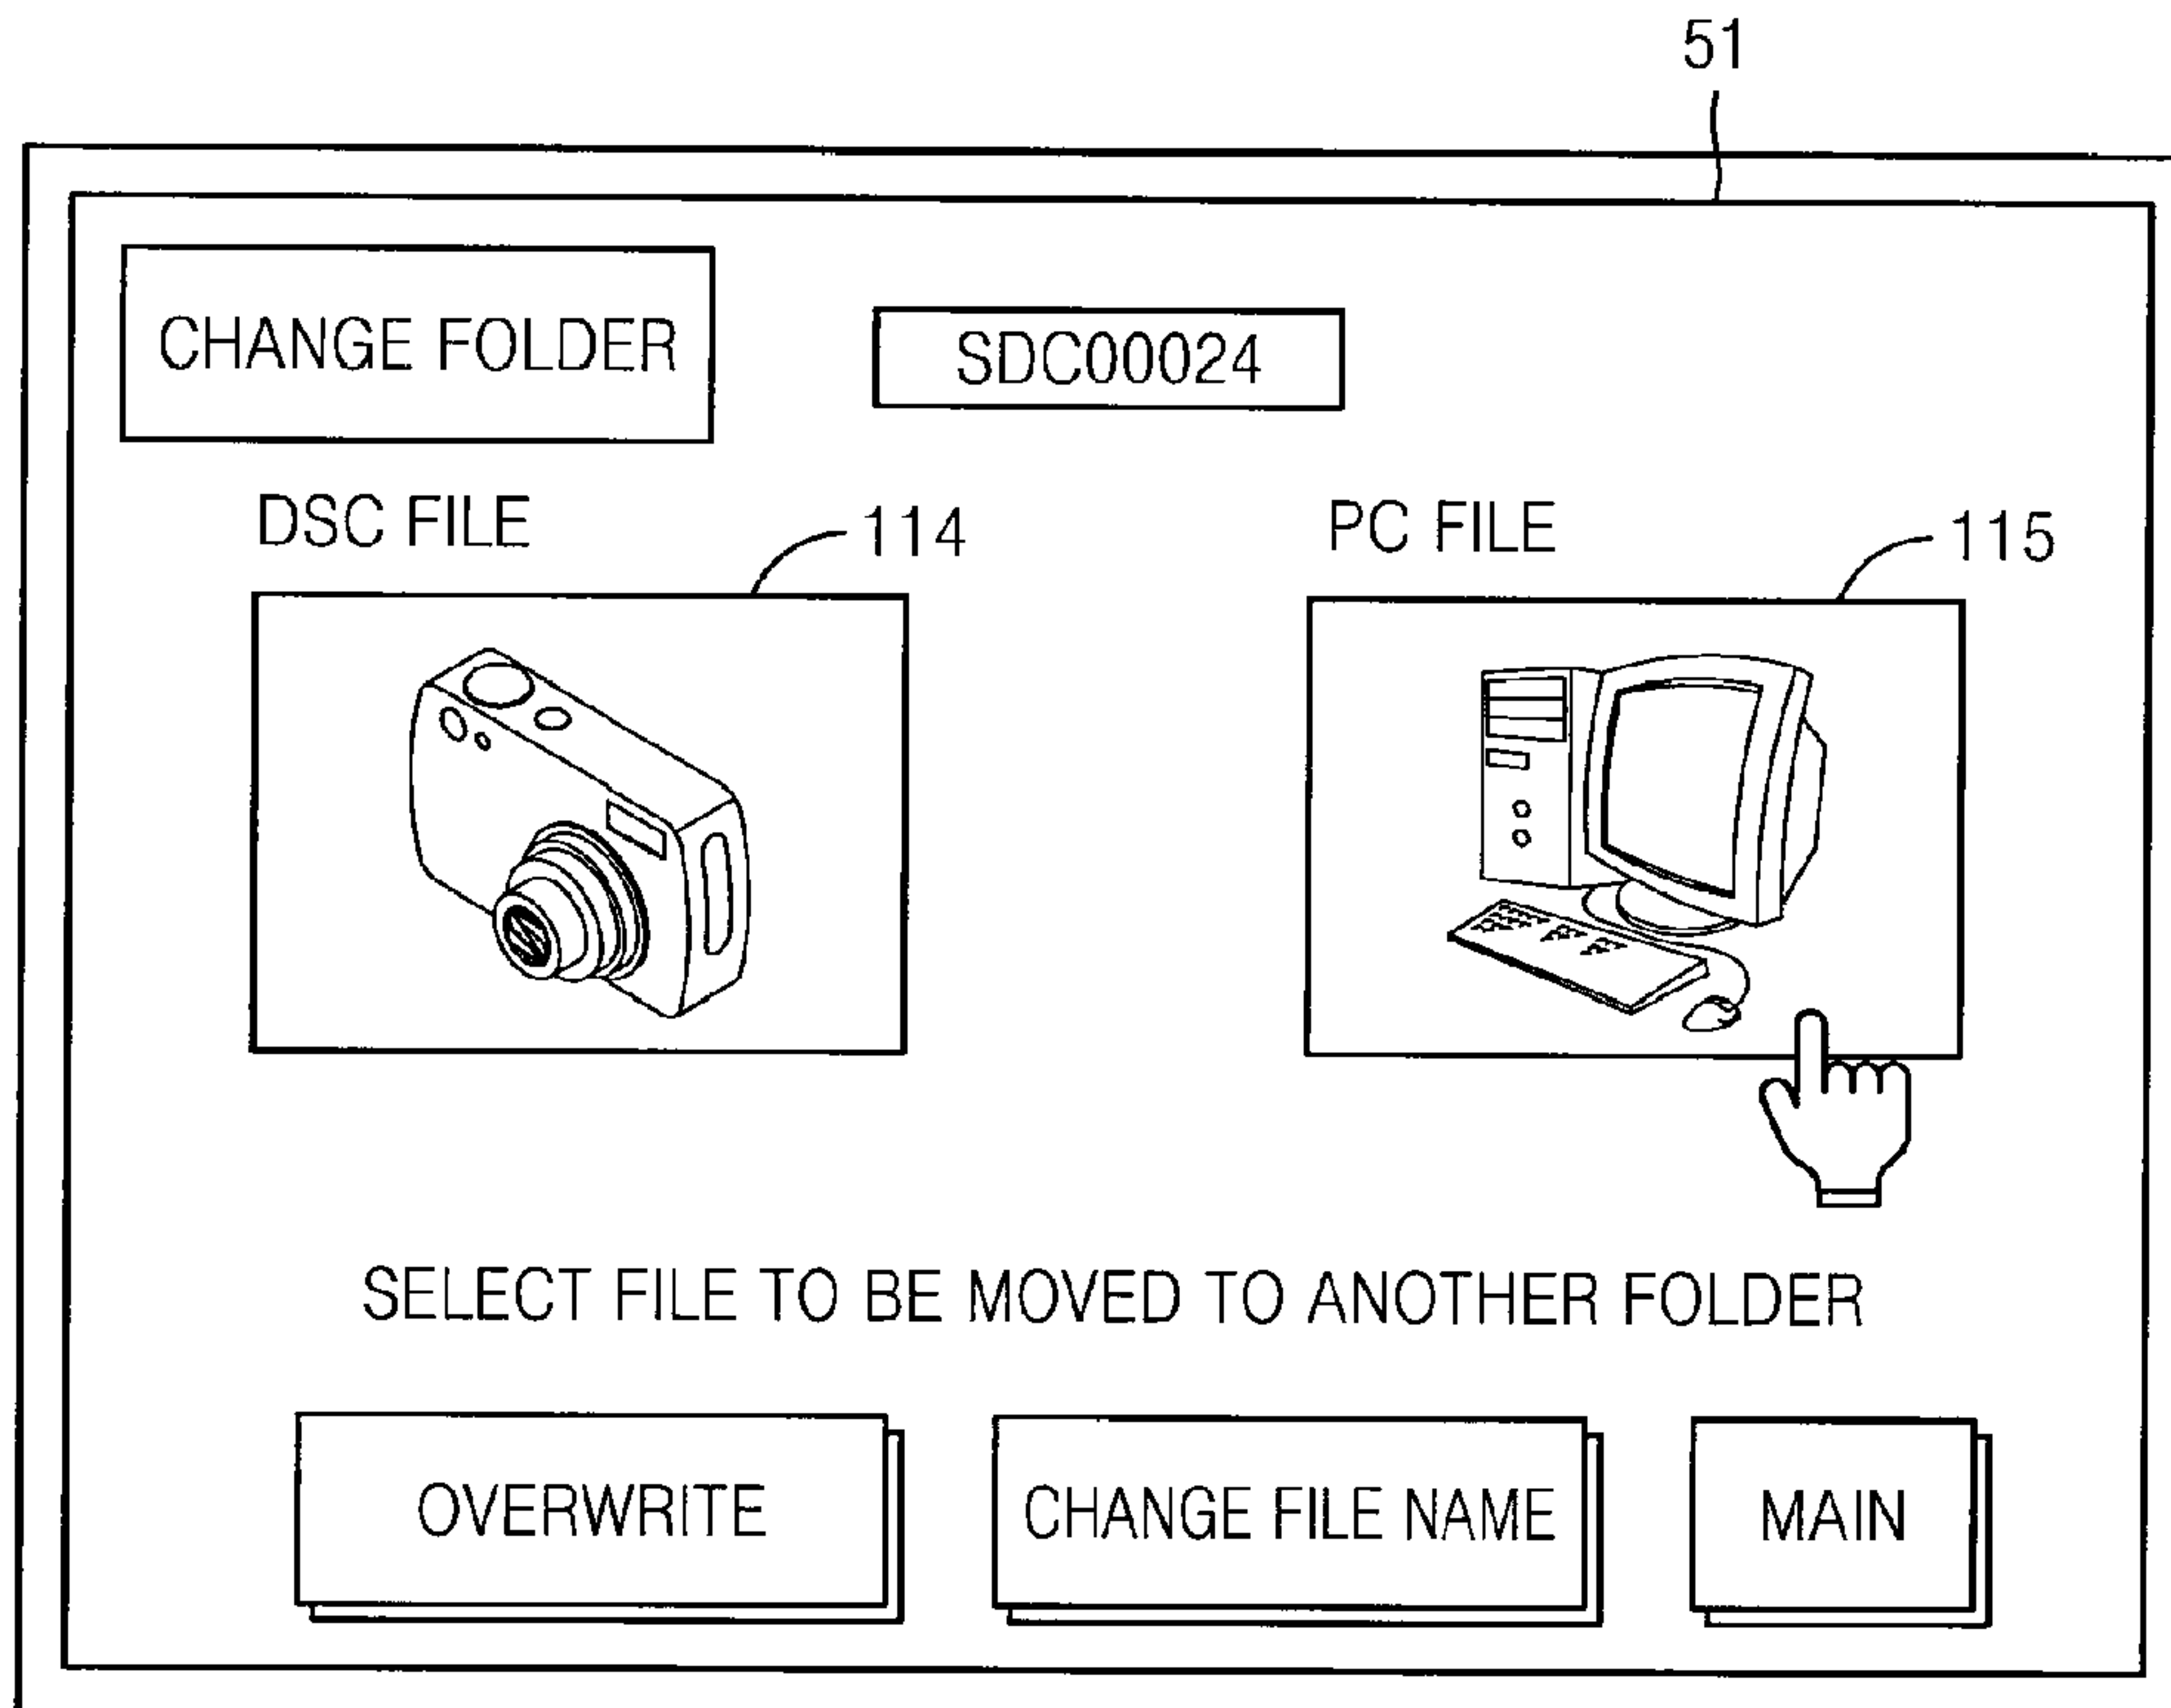 51
CHANGE FOLDER
SDC00024
DSC FILE
114
PC FILE
115
SELECT FILE TO BE MOVED TO ANOTHER FOLDER
OVERWRITE
CHANGE FILE NAME
MAIN